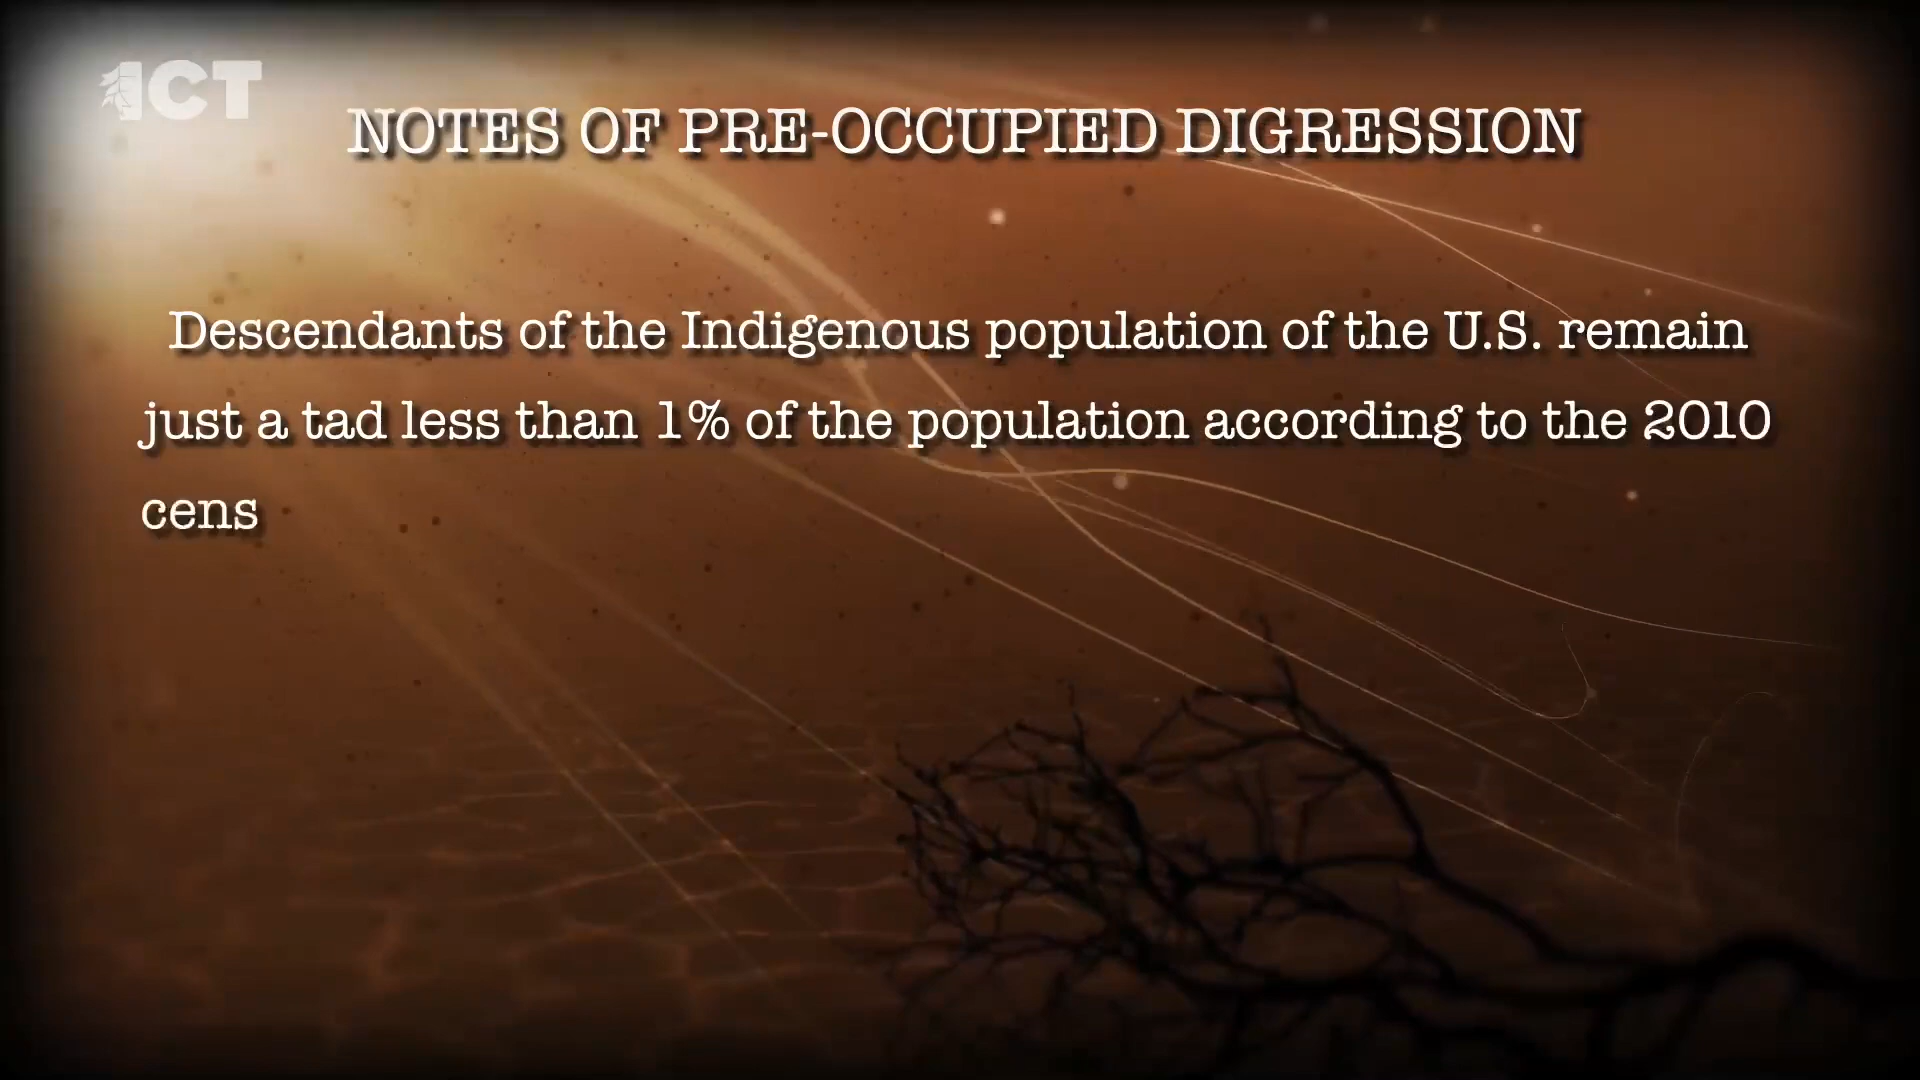 ICT
NOTES OF PRE-OCCUPIED DIGRESSION
Descendants of the Indigenous population of the U.S. remain
just a tad less than 1% of the population according to the 2010
cens